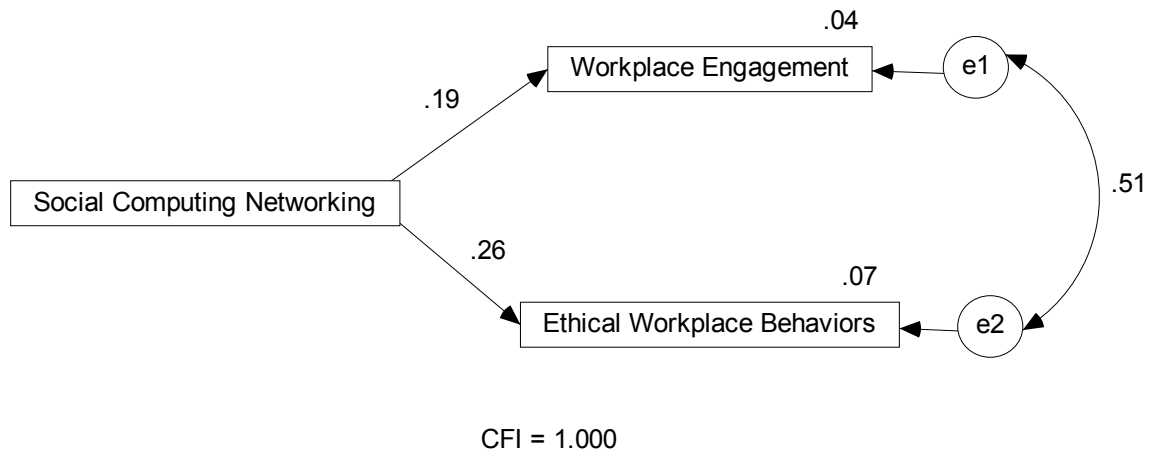 .04
Workplace Engagement
e1
.19
Social Computing Networking
.51
.26
.07
Ethical Workplace Behaviors
e2
CFI = 1.000